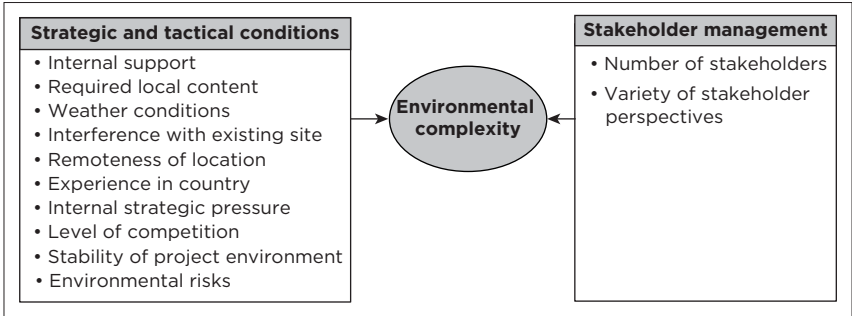 Strategic and tactical conditions
• Internal support
• Required local content
• Weather conditions
• Interference with existing site
• Remoteness of location
• Experience in country
• Internal strategic pressure
• Level of competition
• Stability of project environment
• Environmental risks
Environmental
complexity
Stakeholder management
• Number of stakeholders
• Variety of stakeholder
perspectives